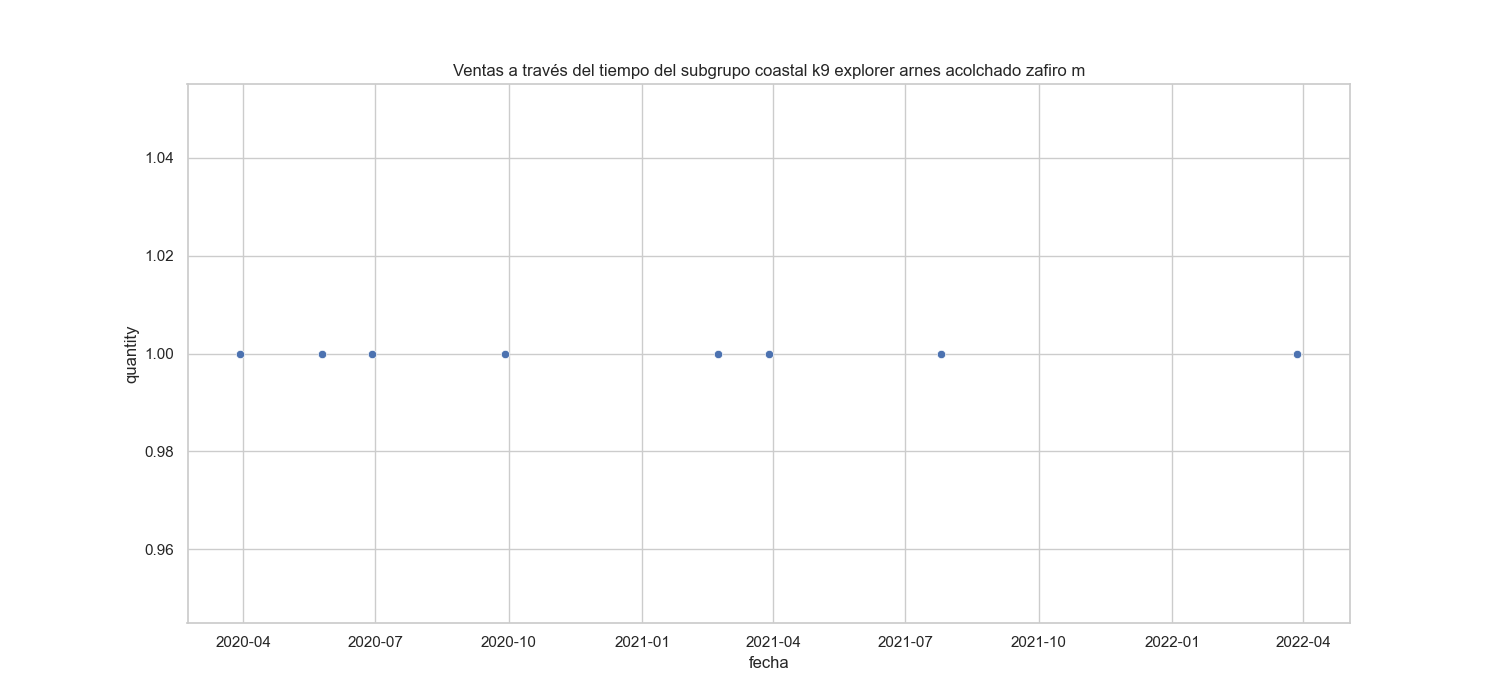 Ventas a través del tiempo del subgrupo coastal k9 explorer arnes acolchado zafiro m
1.04
1.02
1.00
0.98
0.96
quantity
2020-04 2020-07 2020-10 2021-01 2021-04 2021-07 2021-10 2022-01 2022-04
fecha